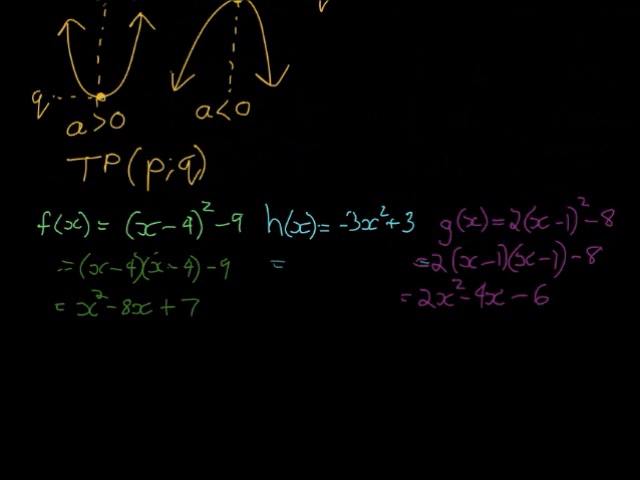 q
a>0
a<0
TP(p;q)
f(x) = (x-4)²-9
= (x-4)(x-4)-9
= x²-8x+7
h(x) = -3x²+3
=
g(x) = 2(x-1)²-8
= 2(x-1)(x-1)-8
= 2x²-4x-6